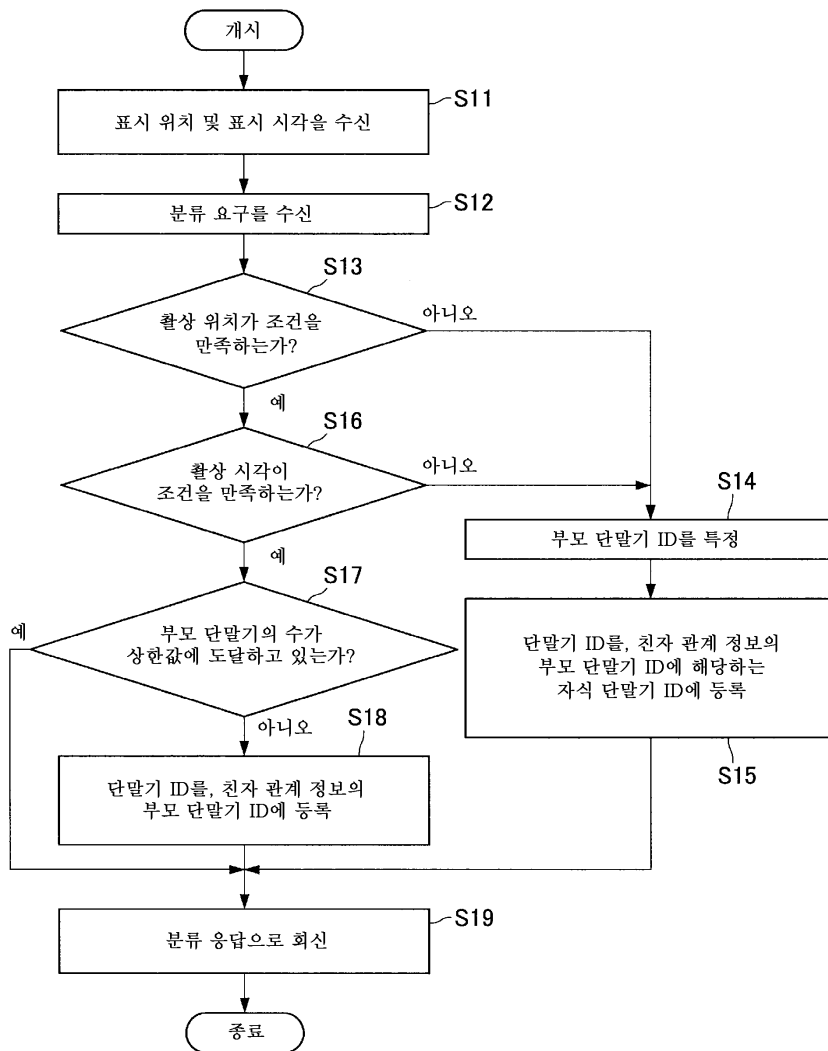 개시
S11
표시 위치 및 표시 시각을 수신
S12
분류 요구를 수신
S13
촬상 위치가 조건을
만족하는가?
아니오
예
S16
촬상 시각이
조건을 만족하는가?
아니오
예
S14
부모 단말기 ID를 특정
S17
부모 단말기의 수가
상한값에 도달하고 있는가?
예
아니오
단말기 ID를, 친자 관계 정보의
부모 단말기 ID에 해당하는
자식 단말기 ID에 등록
S15
S18
단말기 ID를, 친자 관계 정보의
부모 단말기 ID에 등록
S19
분류 응답으로 회신
종료